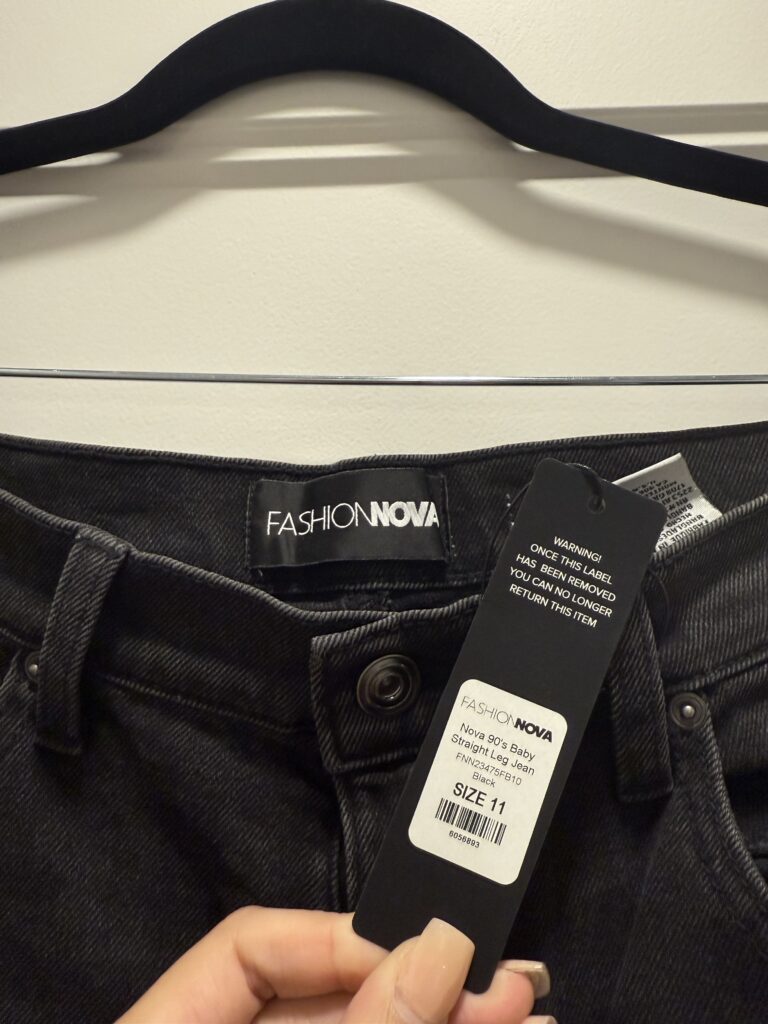 FASHIONNOVA
WARNING!
ONCE THIS LABEL
HAS BEEN REMOVED
YOU CAN NO LONGER
RETURN THIS ITEM
FASHIONNOVA
Nova 90's Baby
Straight Leg Jean
FNN23475FB10
Black
SIZE 11
6056893